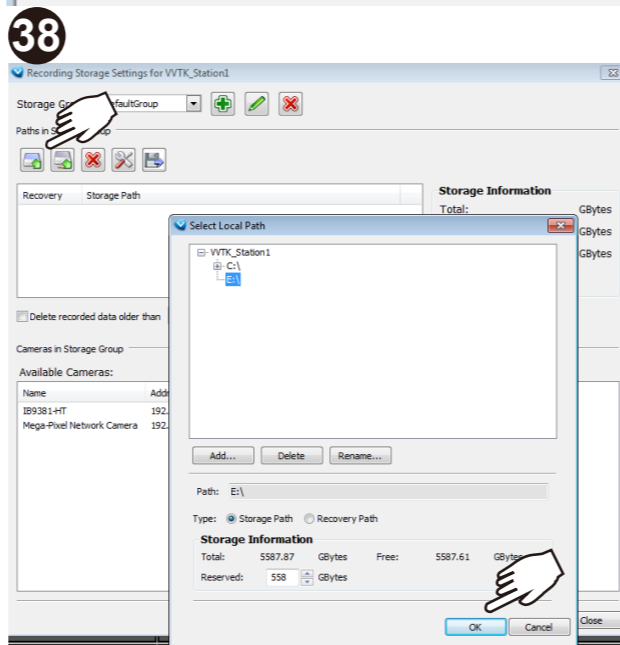 38
Recording Storage Settings for VVTK_Station1
Storage Gr efaultGroup
Paths in S up
Recovery Storage Path
Storage Information
Total: GBytes
GBytes
GBytes
Select Local Path
VVTK_Station1
C:\
E:\
Delete recorded data older than
Cameras in Storage Group
Available Cameras:
Name Addr
IB9381-HT 192.
Mega-Pixel Network Camera 192.
Add... Delete Rename...
Path: E:\
Type: Storage Path Recovery Path
Storage Information
Total: 5587.87 GBytes Free: 5587.61 GBytes
Reserved: 558 GBytes
OK Cancel
Close